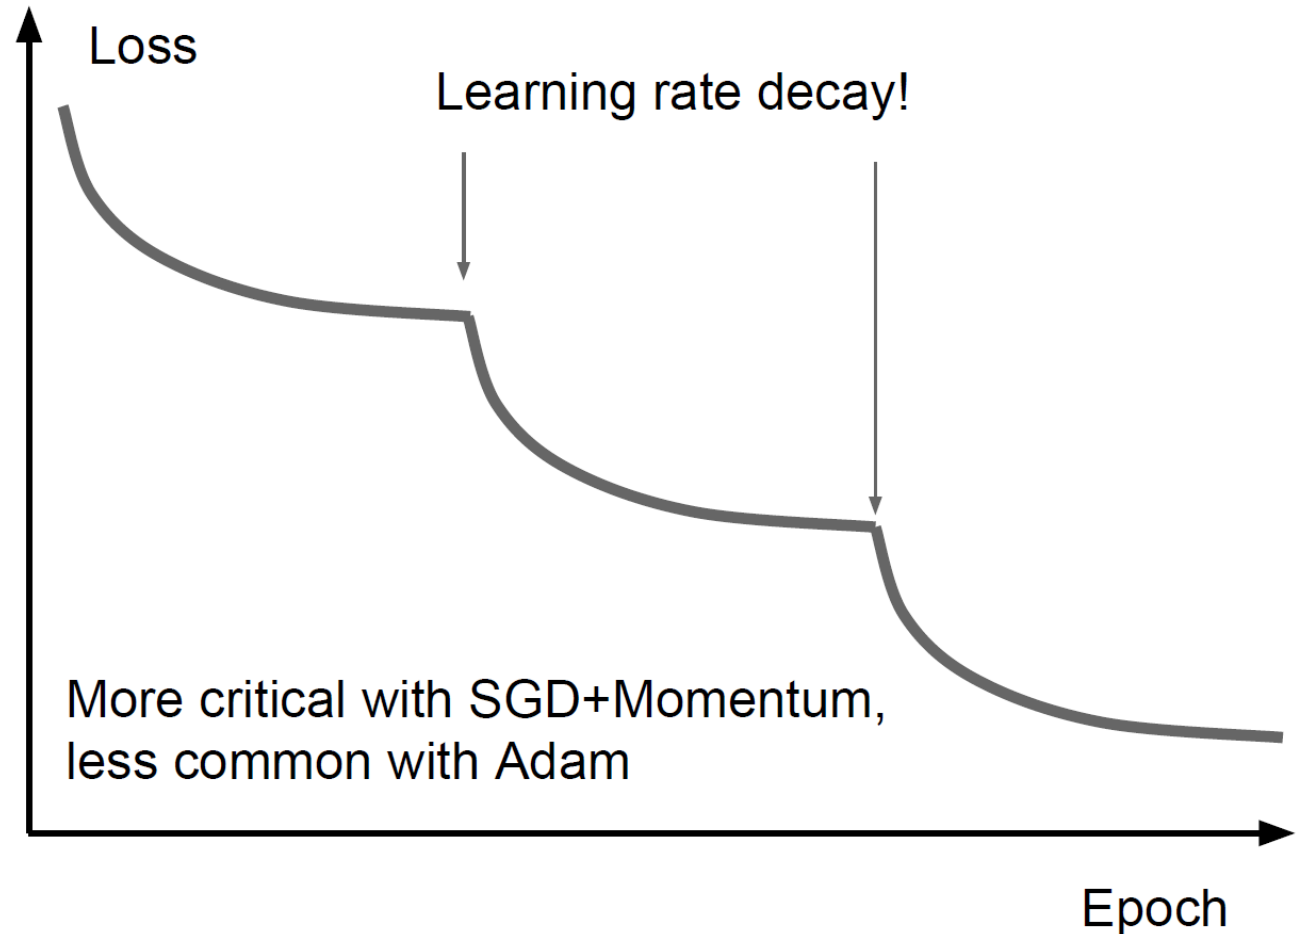 Loss
Learning rate decay!
More critical with SGD+Momentum,
less common with Adam
Epoch